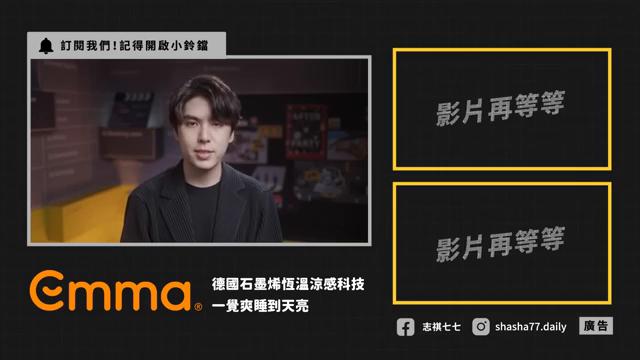 訂閱我們!記得開啟小鈴鐺
AFTER
PARTY
影片再等等
影片再等等
emma®
德國石墨烯恆溫涼感科技
一覺爽睡到天亮
志祺七七
shasha77.daily
廣告